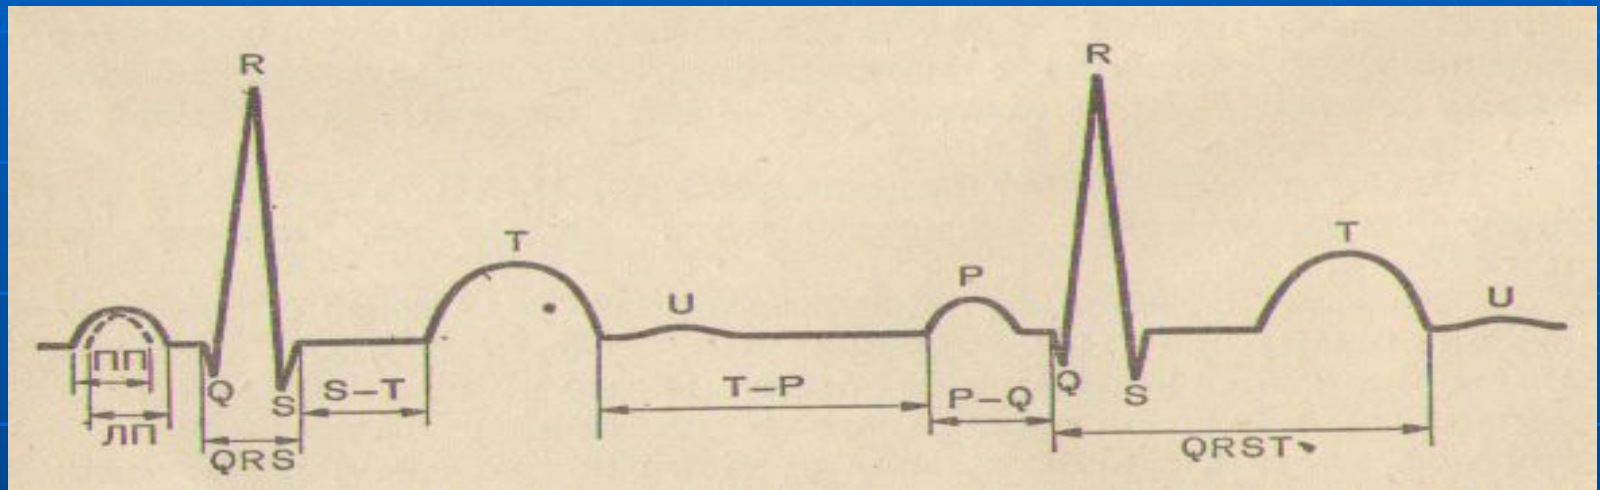 R R
T P T
U U
ПП Q S S–T T–P P–Q Q S
ЛП QRS QRST